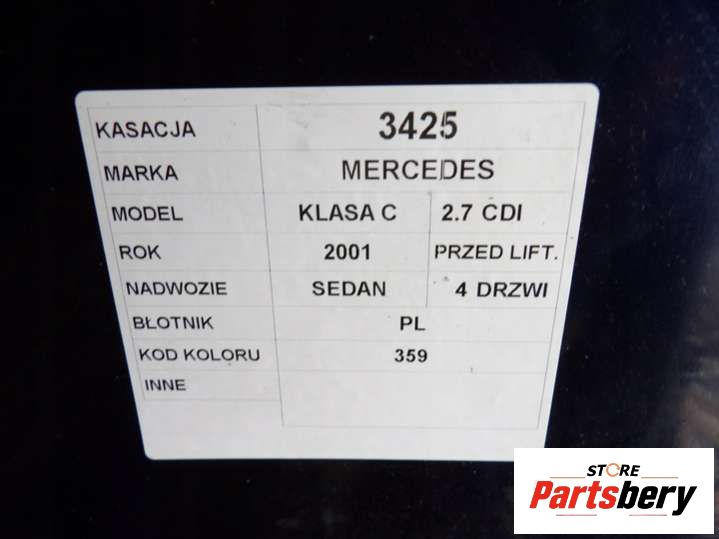 KASACJA 3425
MARKA MERCEDES
MODEL KLASA C 2.7 CDI
ROK 2001 PRZED LIFT.
NADWOZIE SEDAN 4 DRZWI
BŁOTNIK PL
KOD KOLORU 359
INNE
STORE
Partsbery